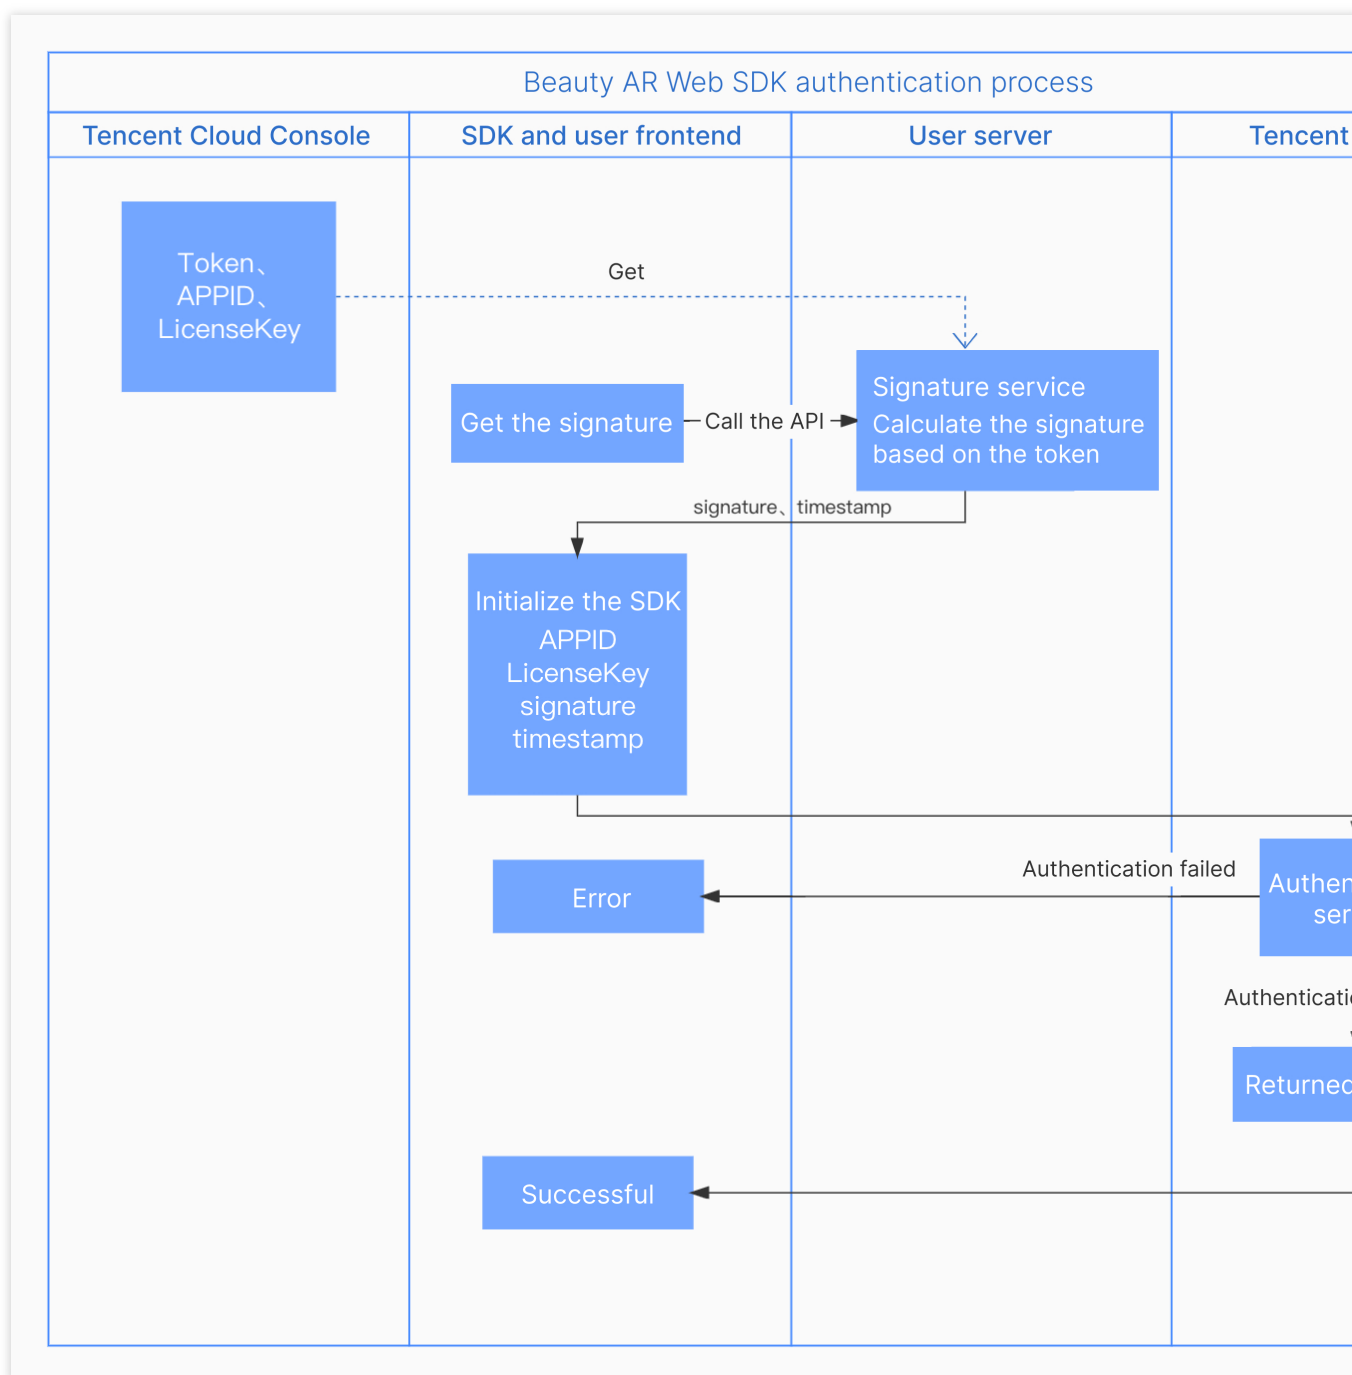 Beauty AR Web SDK authentication process
Tencent Cloud Console
SDK and user frontend
User server
Tencent
Token、
APPID、
LicenseKey
Get
Get the signature
Call the API
Signature service
Calculate the signature
based on the token
signature、timestamp
Initialize the SDK
APPID
LicenseKey
signature
timestamp
Authentication failed
Error
Returned
Successful